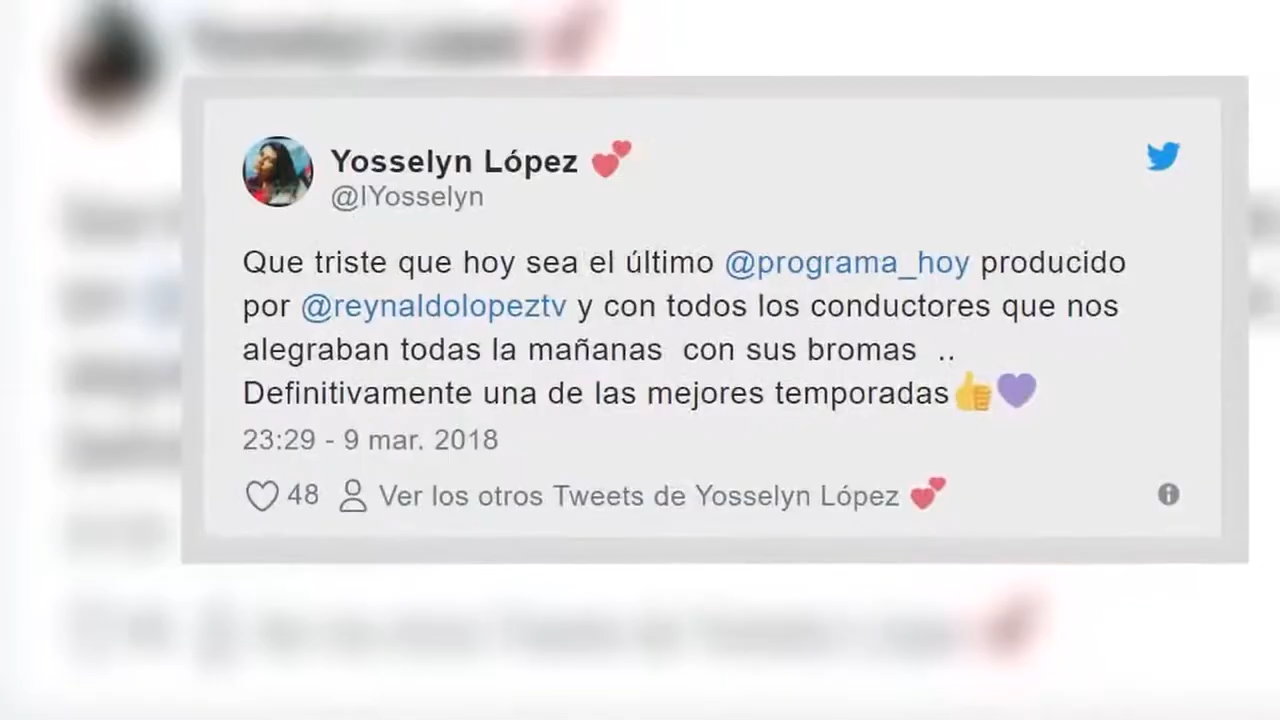 Yosselyn López 💕
@IYosselyn
Que triste que hoy sea el último @programa_hoy producido
por @reynaldolopeztv y con todos los conductores que nos
alegraban todas la mañanas  con sus bromas  ..
Definitivamente una de las mejores temporadas👍💜
23:29 - 9 mar. 2018
48 Ver los otros Tweets de Yosselyn López 💕